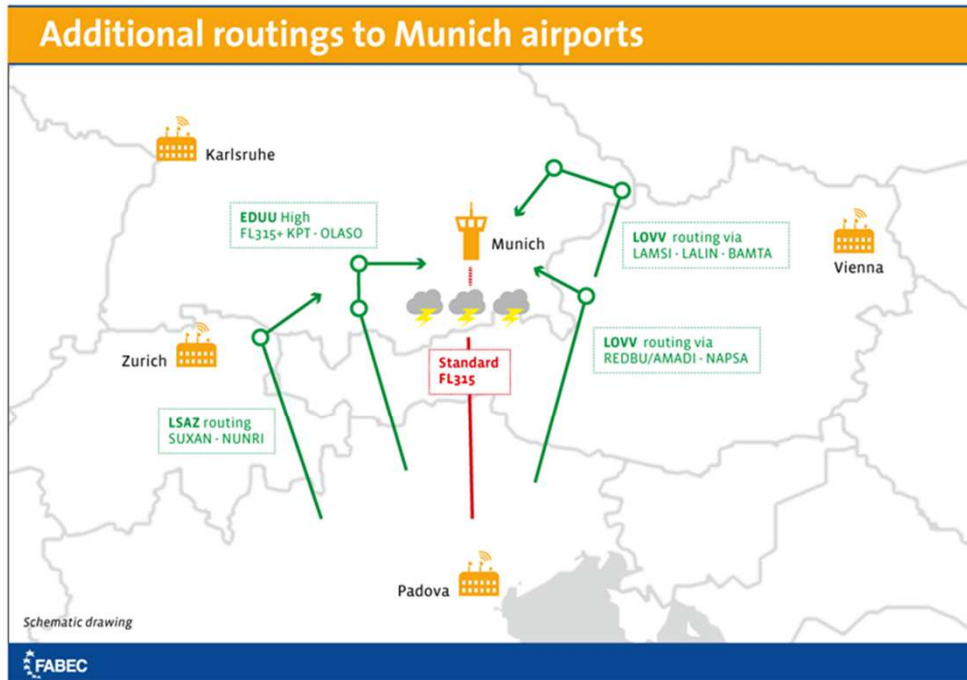 Additional routings to Munich airports
Karlsruhe
EDUU High
FL315+ KPT - OLASO
Munich
LOVV routing via
LAMSI - LALIN - BAMTA
Vienna
Zurich
Standard
FL315
LOVV routing via
REDBU/AMADI - NAPSA
LSAZ routing
SUXAN - NUNRI
Padova
Schematic drawing
FABEC